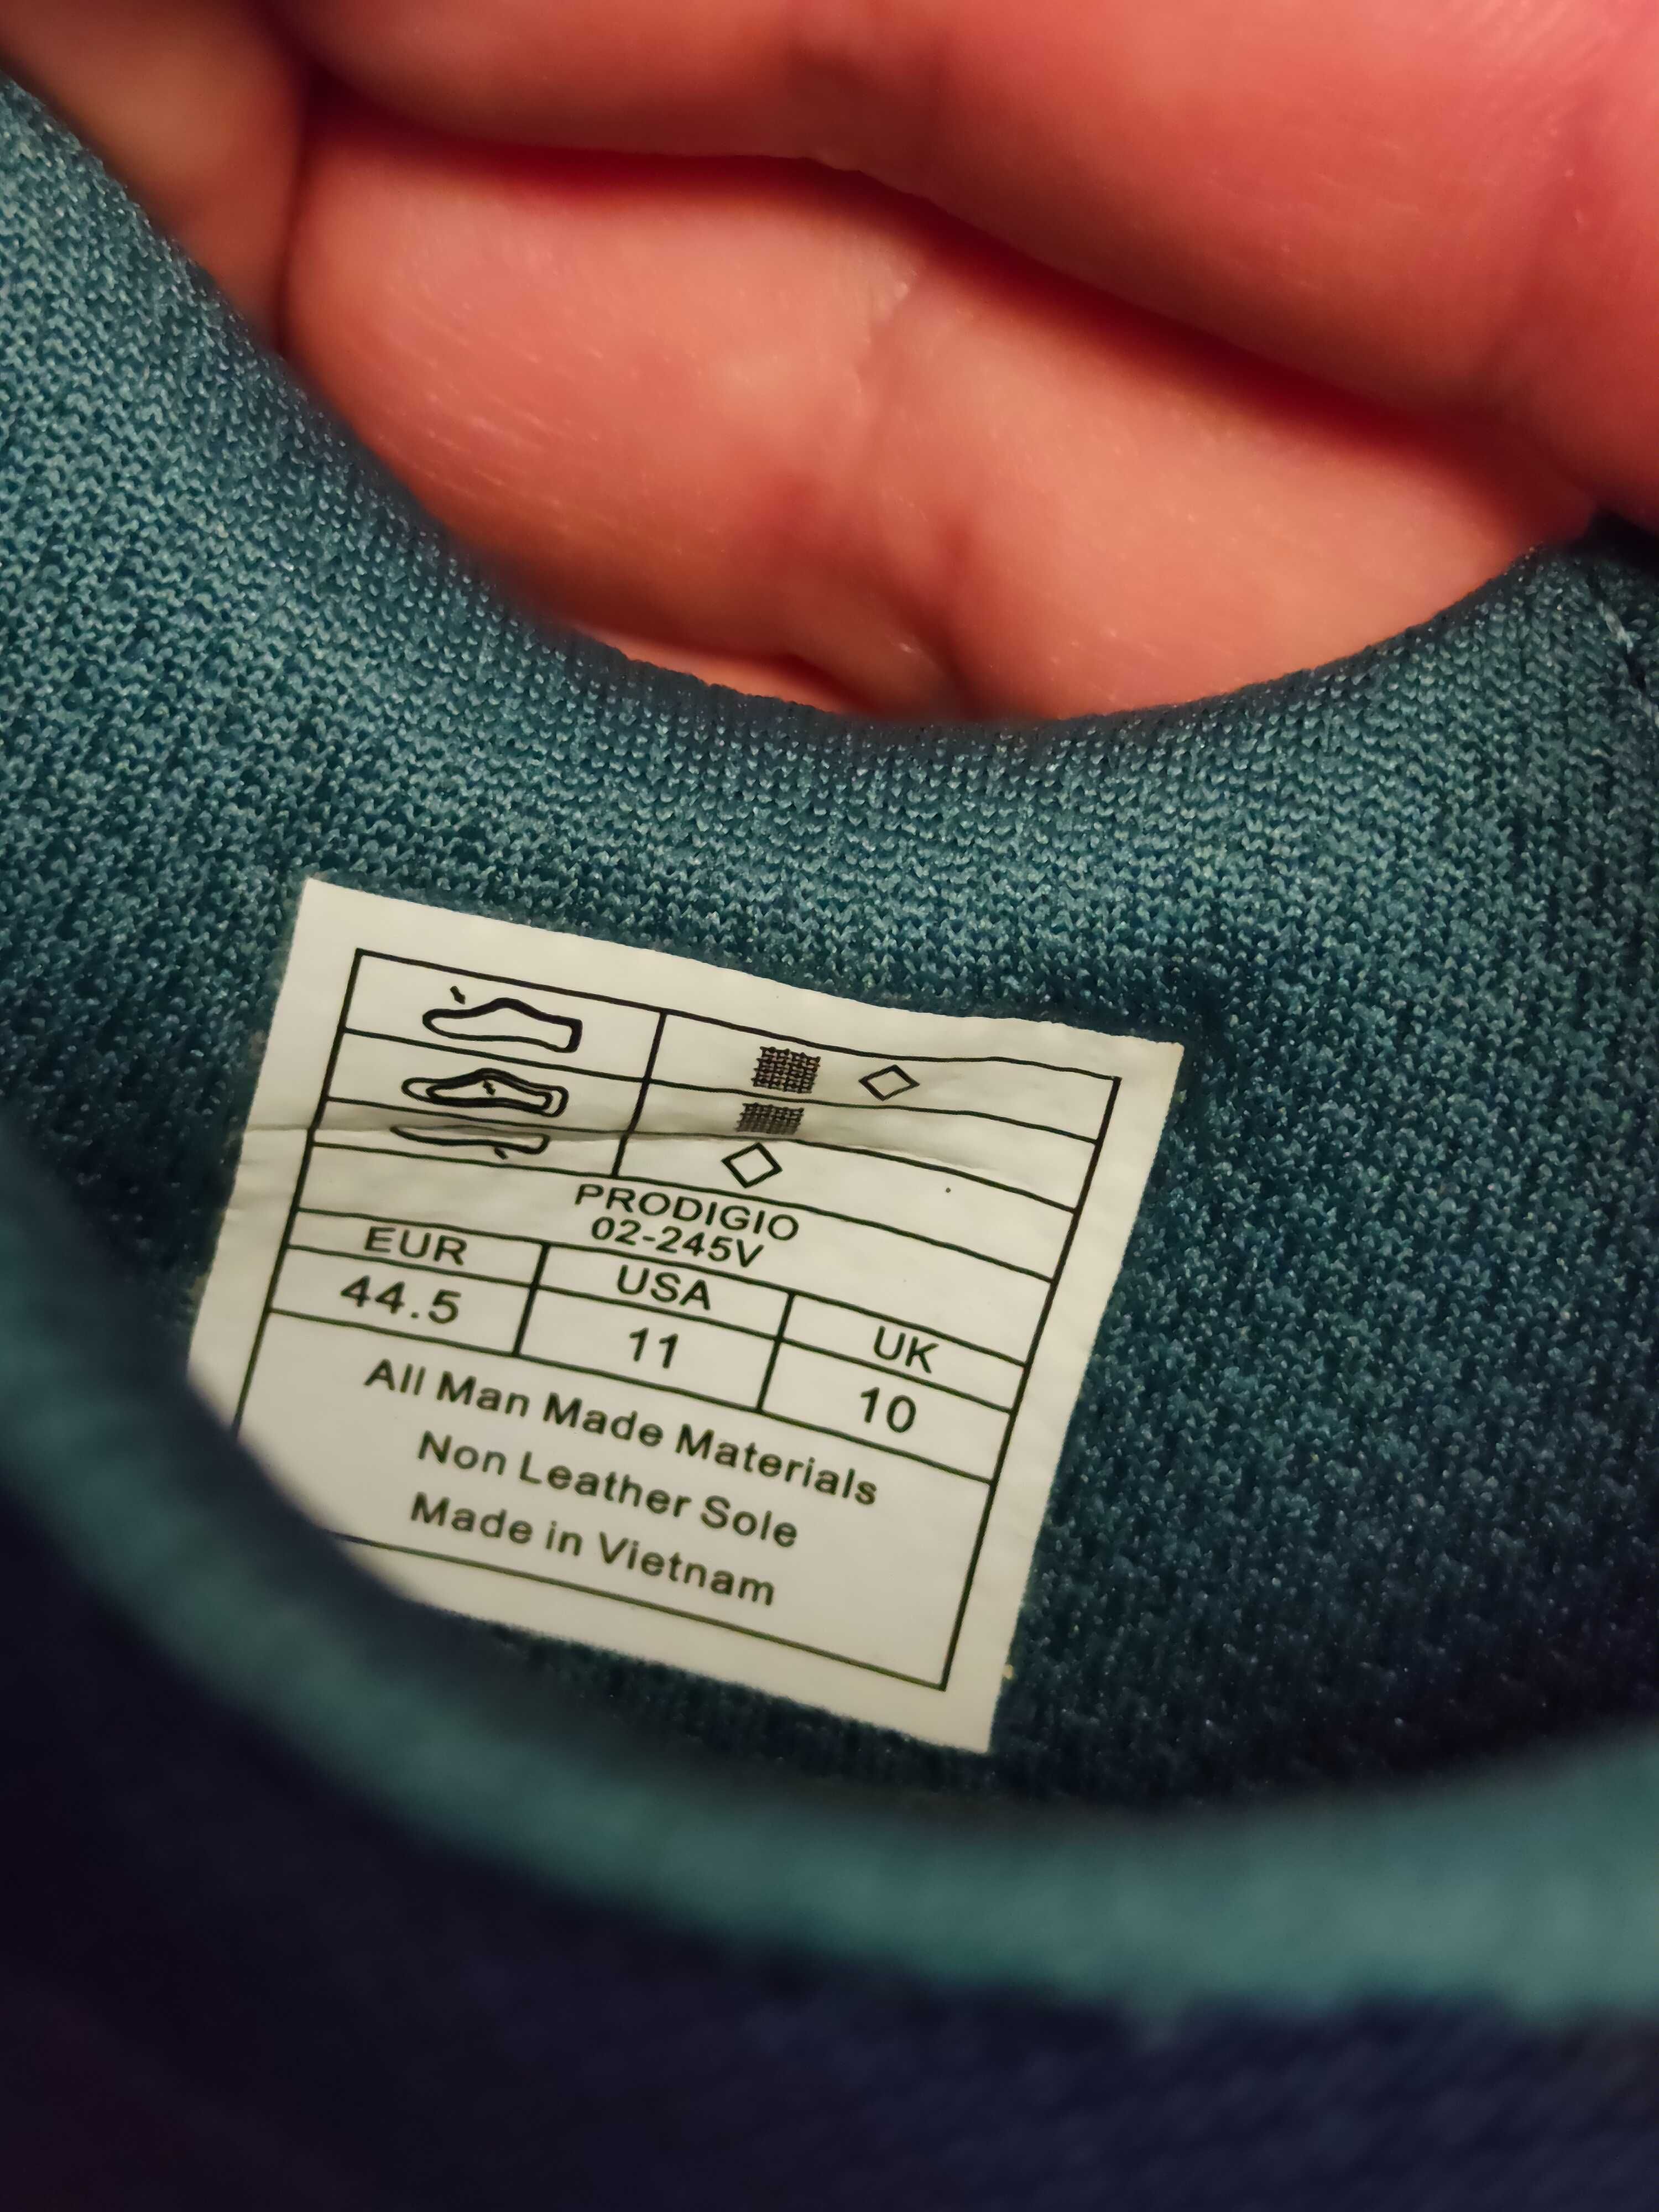 PRODIGIO
02-245V
EUR USA UK
44.5 11 10
All Man Made Materials
Non Leather Sole
Made in Vietnam